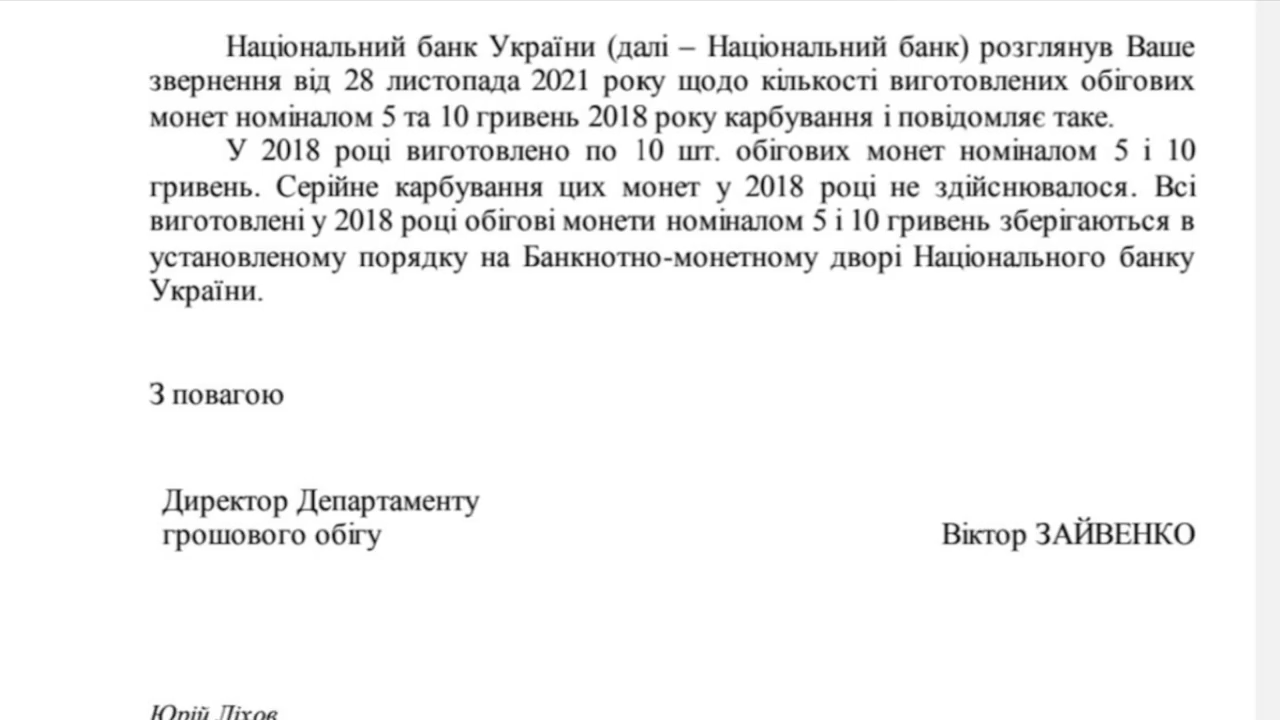 Національний банк України (далі – Національний банк) розглянув Ваше
звернення від 28 листопада 2021 року щодо кількості виготовлених обігових
монет номіналом 5 та 10 гривень 2018 року карбування і повідомляє таке.
У 2018 році виготовлено по 10 шт. обігових монет номіналом 5 і 10
гривень. Серійне карбування цих монет у 2018 році не здійснювалося. Всі
виготовлені у 2018 році обігові монети номіналом 5 і 10 гривень зберігаються в
установленому порядку на Банкнотно-монетному дворі Національного банку
України.
З повагою
Директор Департаменту
грошового обігу
Віктор ЗАЙВЕНКО
Юрій Ліхов